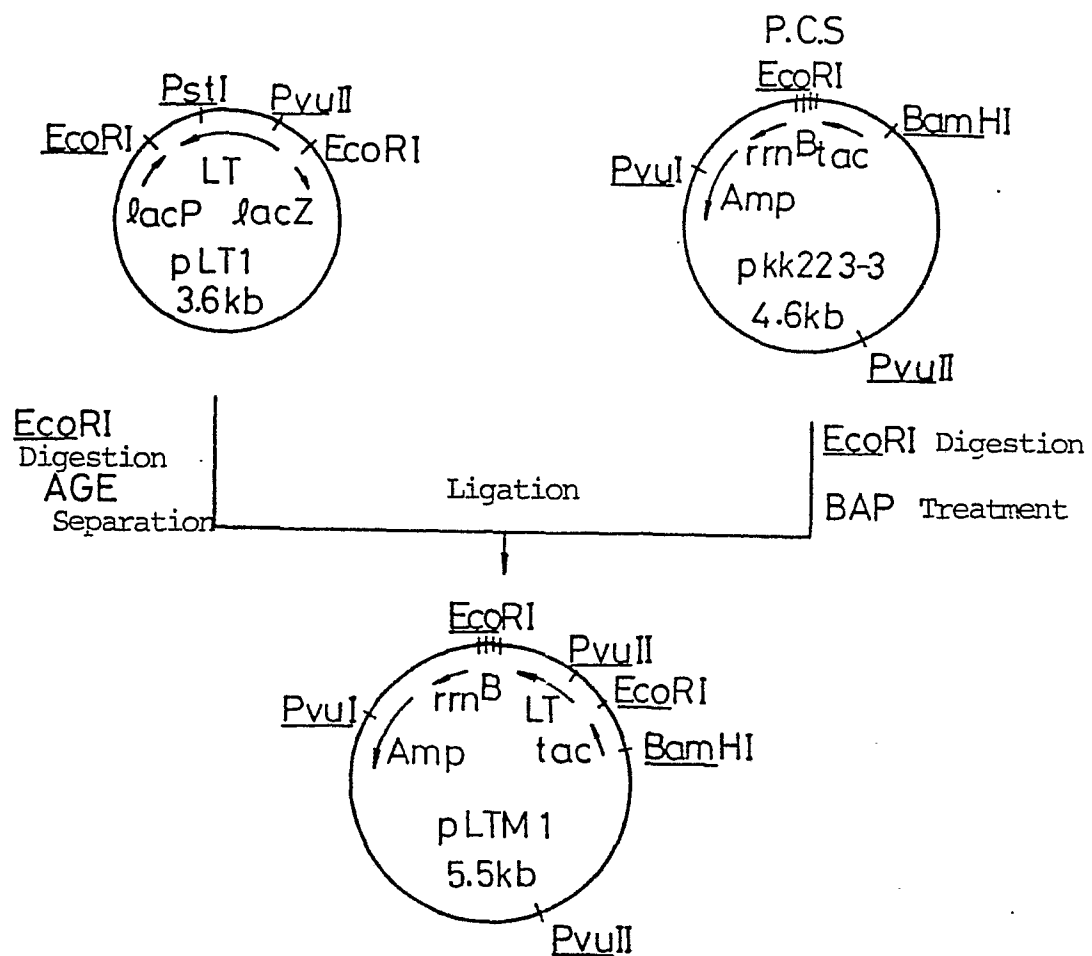 PstI
PvuII
EcoRI
EcoRI
LT
lacP
lacZ
pLT1
3.6kb
P.C.S
EcoRI
BamHI
PvuI
rrnB
tac
Amp
pkk223-3
4.6kb
PvuII
EcoRI
Digestion
AGE
Separation
Ligation
EcoRI Digestion
BAP Treatment
EcoRI
PvuII
EcoRI
PvuI
rrnB
LT
Amp
tac
BamHI
pLTM1
5.5kb
PvuII